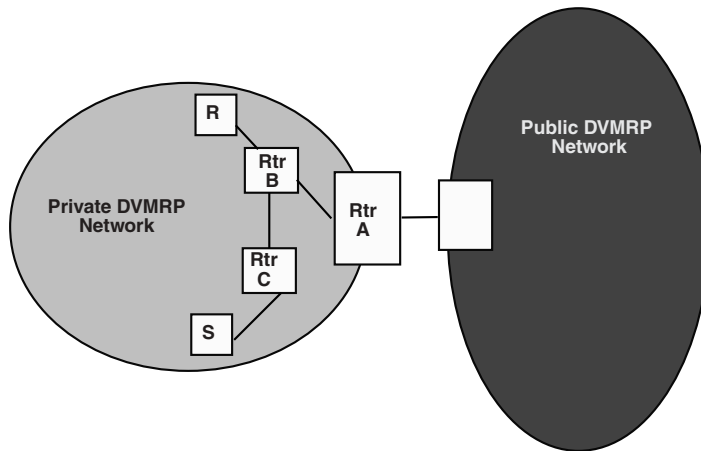 R
Rtr
B
Private DVMRP
Network
Rtr
A
Rtr
C
S
Public DVMRP
Network